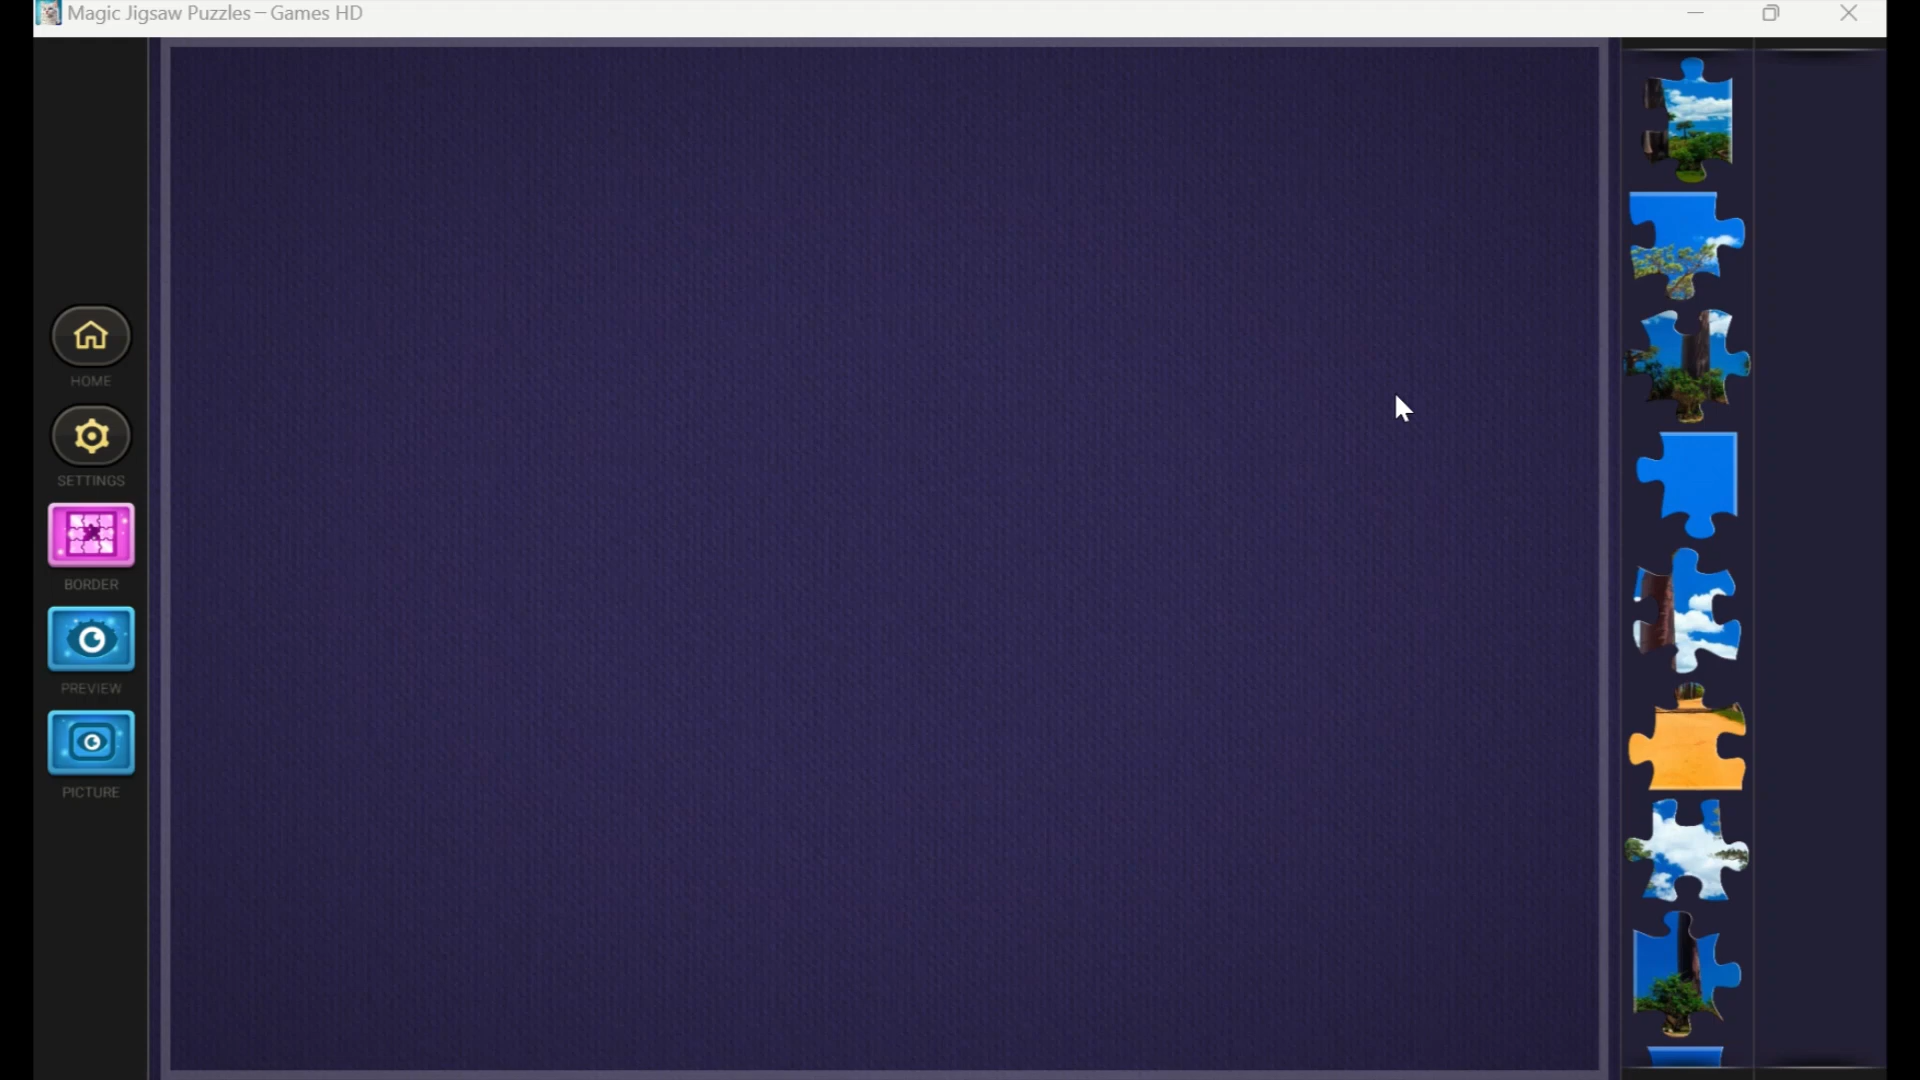 Magic Jigsaw Puzzles – Games HD
HOME
SETTINGS
BORDER
PREVIEW
PICTURE